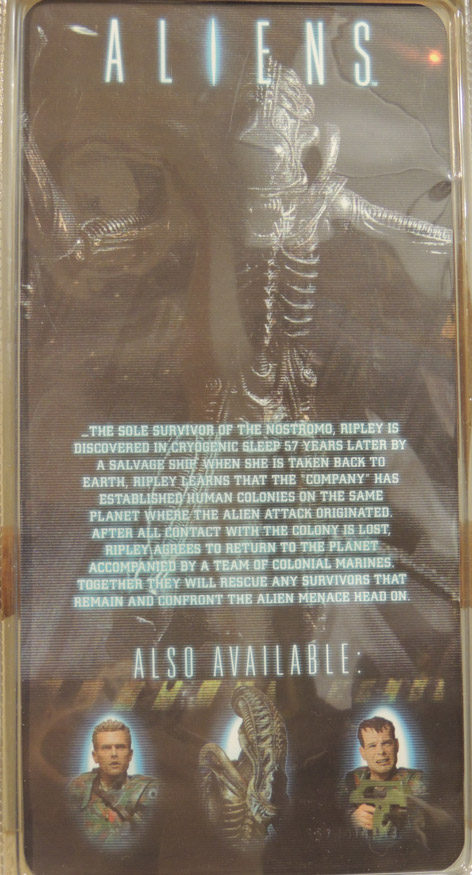 ALIENS™
...THE SOLE SURVIVOR OF THE NOSTROMO, RIPLEY IS
DISCOVERED IN CRYOGENIC SLEEP 57 YEARS LATER BY
A SALVAGE SHIP. WHEN SHE IS TAKEN BACK TO
EARTH, RIPLEY LEARNS THAT THE "COMPANY" HAS
ESTABLISHED HUMAN COLONIES ON THE SAME
PLANET WHERE THE ALIEN ATTACK ORIGINATED.
AFTER ALL CONTACT WITH THE COLONY IS LOST,
RIPLEY AGREES TO RETURN TO THE PLANET
ACCOMPANIED BY A TEAM OF COLONIAL MARINES.
TOGETHER THEY WILL RESCUE ANY SURVIVORS THAT
REMAIN AND CONFRONT THE ALIEN MENACE HEAD ON.
ALSO AVAILABLE: